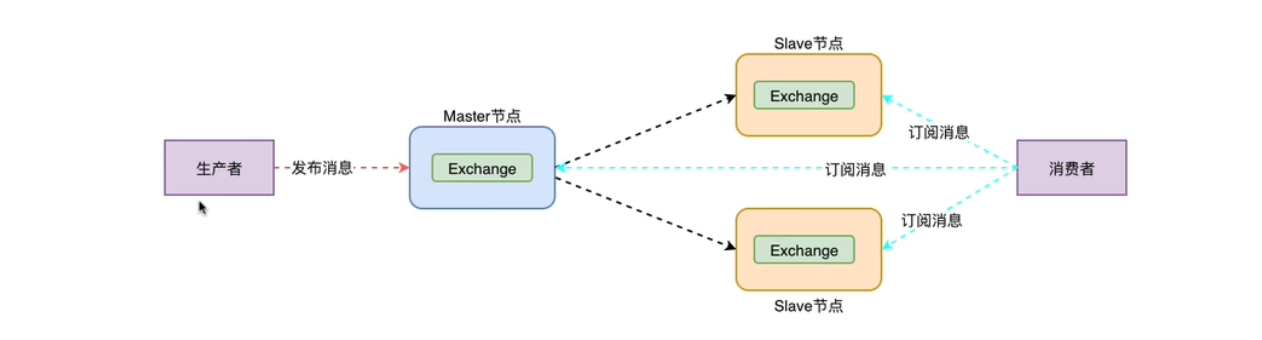 Slave节点
Exchange
Master节点
订阅消息
生产者
发布消息
Exchange
订阅消息
消费者
订阅消息
Exchange
Slave节点